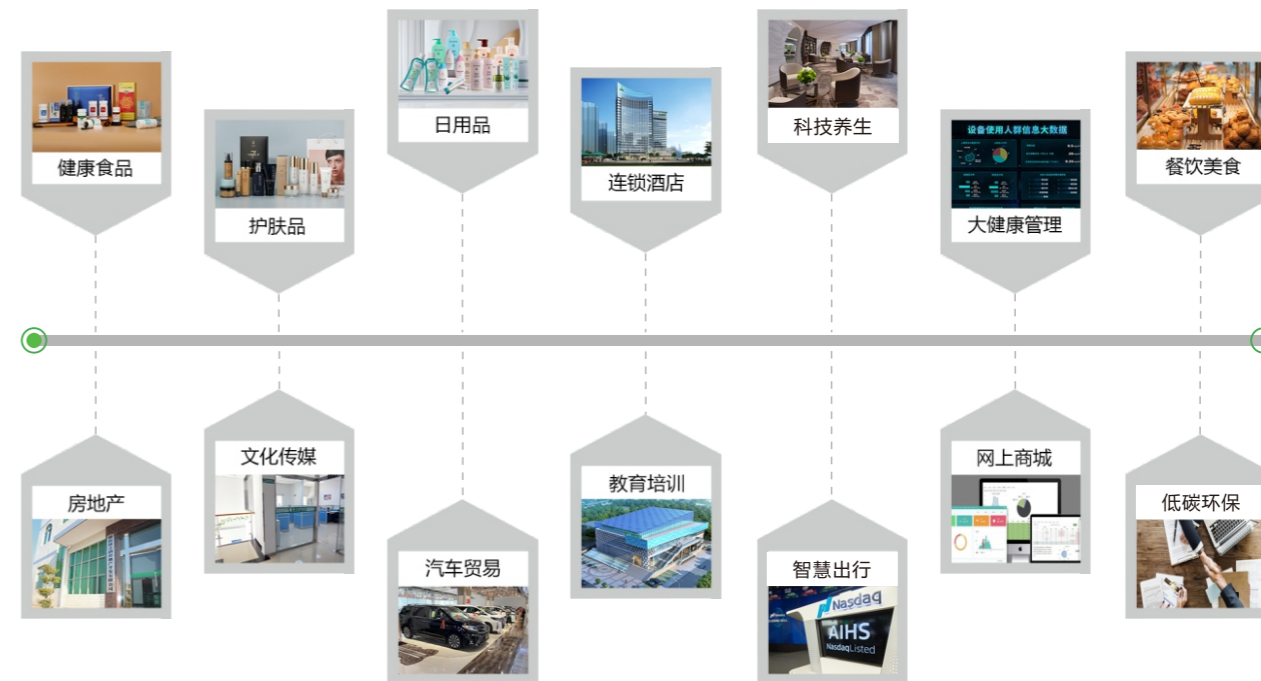 健康食品
护肤品
日用品
连锁酒店
科技养生
设备使用人群信息大数据
大健康管理
餐饮美食
房地产
文化传媒
汽车贸易
教育培训
智慧出行
Nasdaq
AIHS
NasdaqListed
网上商城
低碳环保